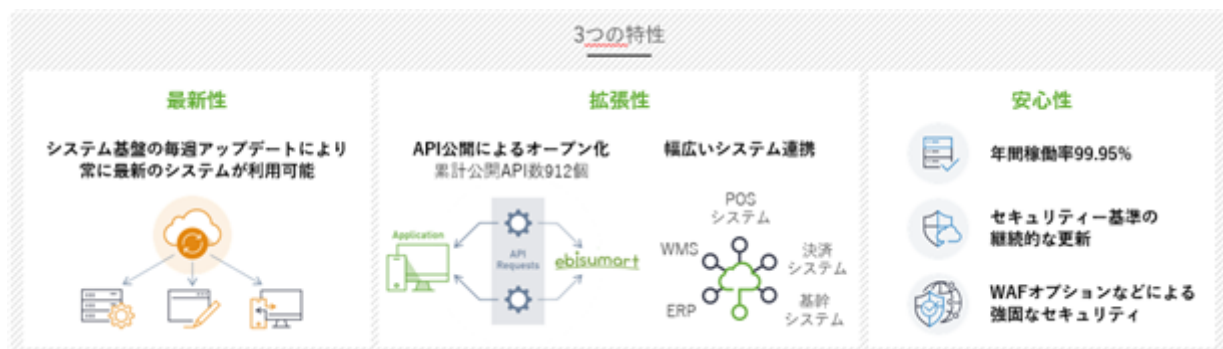 3つの特性
最新性
システム基盤の毎週アップデートにより
常に最新のシステムが利用可能
拡張性
API公開によるオープン化
累計公開API数912個
Application
API
Requests
ebisumart
幅広いシステム連携
POS
システム
WMS
決済
システム
ERP
基幹
システム
安心性
年間稼働率99.95%
セキュリティー基準の
継続的な更新
WAFオプションなどによる
強固なセキュリティ